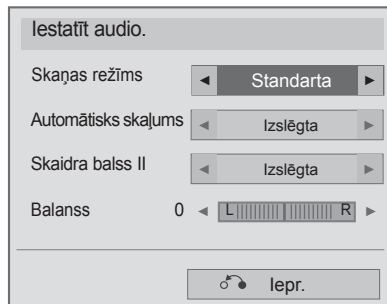 Iestatīt audio.
Skaņas režīms ◄ Standarta ►
Automātisks skaļums ◄ Izslēgta ►
Skaidra balss II ◄ Izslēgta ►
Balanss 0 ◄ L R ►
Iepr.